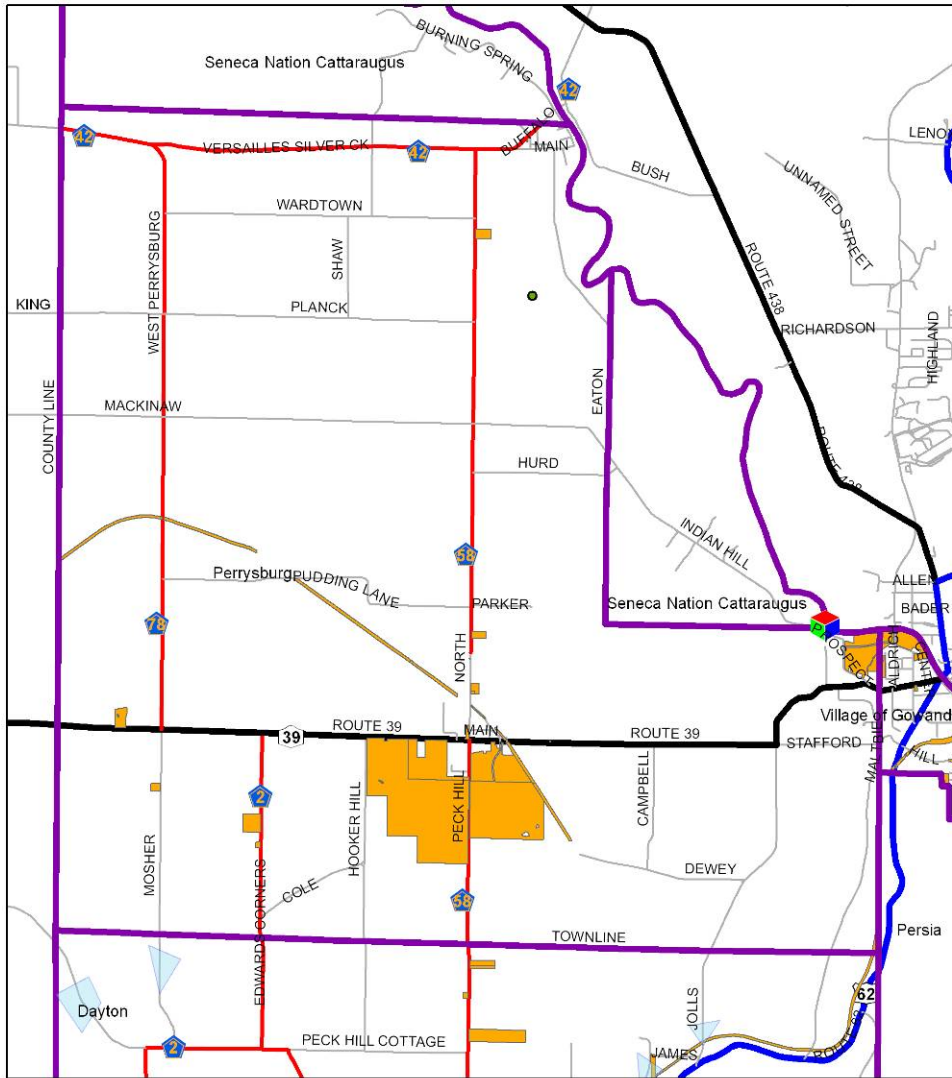 BURNING SPRING
Seneca Nation Cattaraugus
42
42
VERSAILLES SILVER CK
42
BUFFALO
MAIN
LENO
BUSH
UNNAMED STREET
WARDTOWN
WEST PERRYSBURG
SHAW
ROUTE 438
KING
PLANCK
RICHARDSON
HIGHLAND
COUNTY LINE
EATON
MACKINAW
HURD
ROUTE 438
INDIAN HILL
58
Perrysburg
PUDDING LANE
PARKER
Seneca Nation Cattaraugus
ALLEN
BADER
78
NORTH
PROSPECT
ALDRICH
CENTER
ROUTE 39
39
MAIN
ROUTE 39
Village of Gowand
STAFFORD
HILL
MALTBIE
2
HOOKER HILL
PECK HILL
CAMPBELL
MOSHER
DEWEY
COLE
EDWARDS CORNERS
58
TOWNLINE
Persia
62
Dayton
JOLLS
2
PECK HILL COTTAGE
JAMES